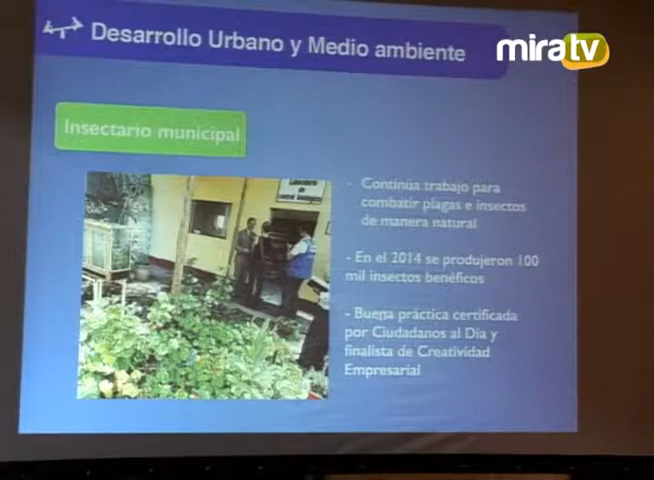 Desarrollo Urbano y Medio ambiente
miratv
Insectario municipal
- Continúa trabajo para
combatir plagas e insectos
de manera natural
- En el 2014 se produjeron 100
mil insectos benéficos
- Buena práctica certificada
por Ciudadanos al Día y
finalista de Creatividad
Empresarial